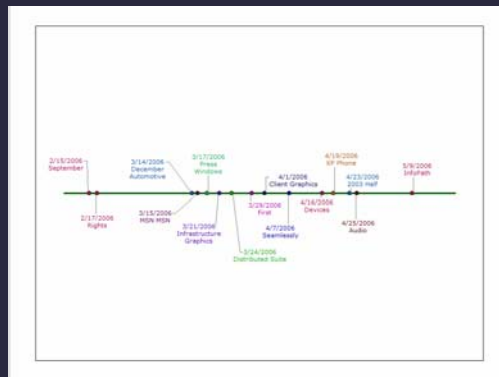 2/15/2006
September
2/17/2006
Rights
3/14/2006
December
Automotive
3/15/2006
MSN MSN
3/17/2006
Press
Windows
3/21/2006
Infrastructure
Graphics
3/24/2006
Distributed Suite
3/29/2006
First
4/1/2006
Client Graphics
4/7/2006
Seamlessly
4/16/2006
Devices
4/19/2006
XP Phone
4/23/2006
2003 msif
4/25/2006
Audio
5/9/2006
InfoPath